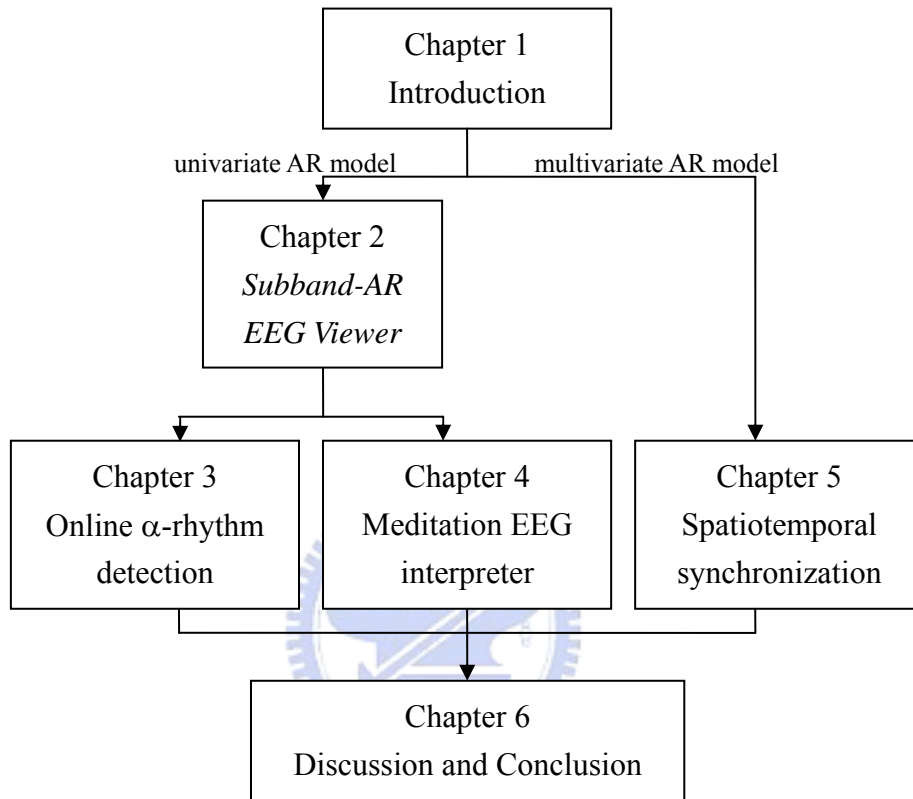 Chapter 1
Introduction
univariate AR model
multivariate AR model
Chapter 2
Subband-AR
EEG Viewer
Chapter 3
Online α-rhythm
detection
Chapter 4
Meditation EEG
interpreter
Chapter 5
Spatiotemporal
synchronization
Chapter 6
Discussion and Conclusion